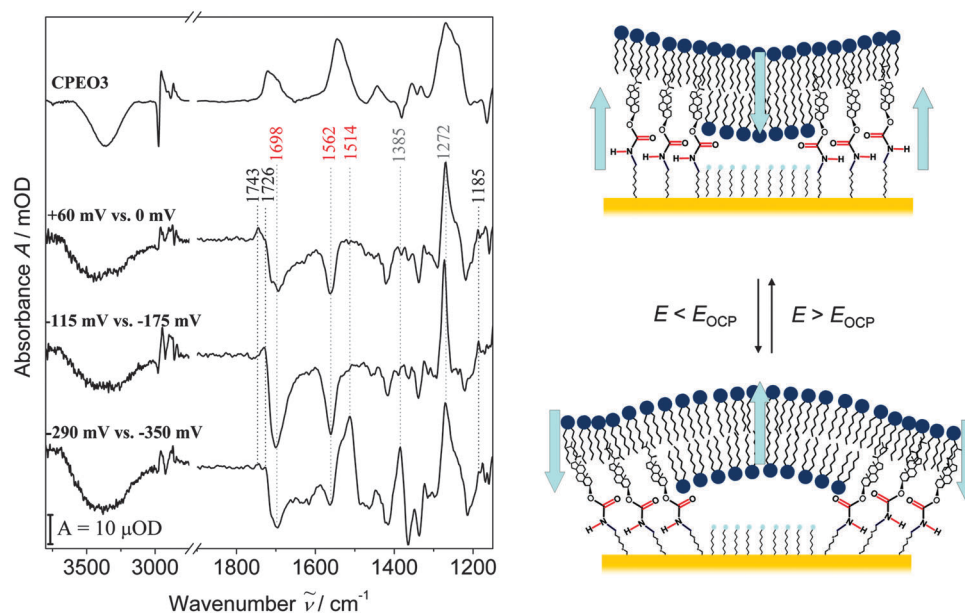 CPEO3
1743
1726
1698
1562
1514
1385
1272
1185
+60 mV vs. 0 mV
-115 mV vs. -175 mV
-290 mV vs. -350 mV
A = 10 μOD
Absorbance A / mOD
3500 3000 1800 1600 1400 1200
Wavenumber ṽ / cm⁻¹
O O O O O O
O O O O O O
H N H N H N N H N H N H
E < E_OCP E > E_OCP
O O O O O O
O O O O O O
N N N N N N
H H H H H H